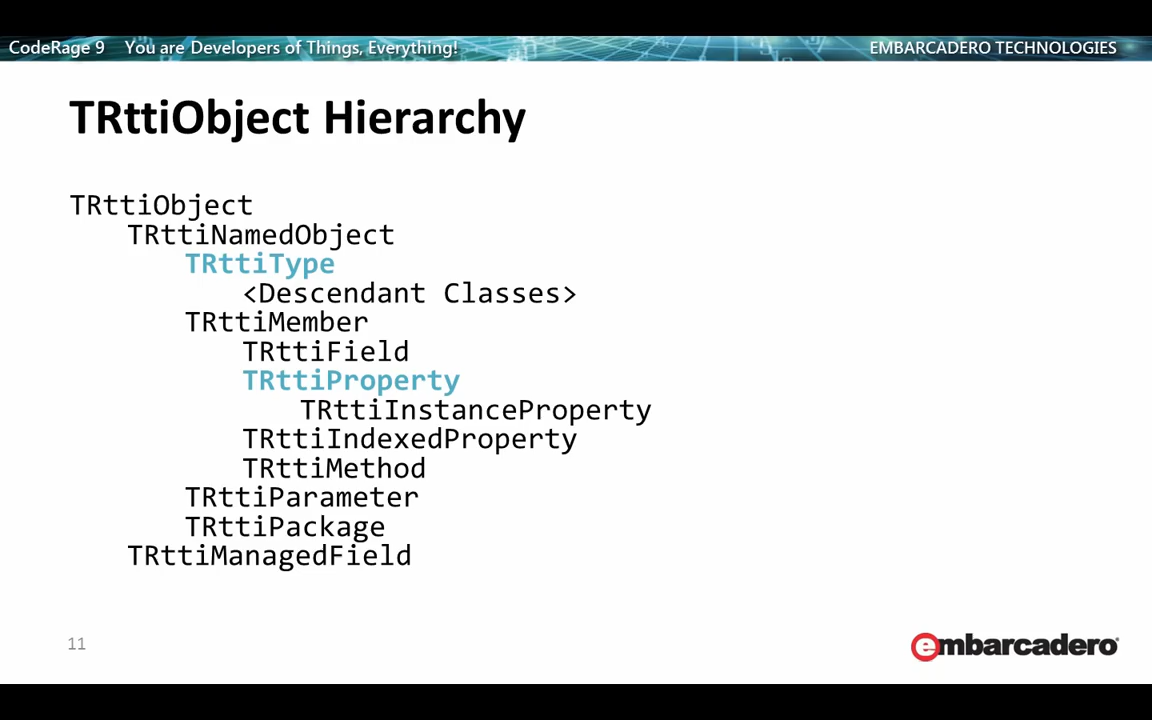 CodeRage 9 You are Developers of Things, Everything! EMBARCADERO TECHNOLOGIES
TRttiObject Hierarchy
TRttiObject
TRttiNamedObject
TRttiType
<Descendant Classes>
TRttiMember
TRttiField
TRttiProperty
TRttiInstanceProperty
TRttiIndexedProperty
TRttiMethod
TRttiParameter
TRttiPackage
TRttiManagedField
11
embarcadero